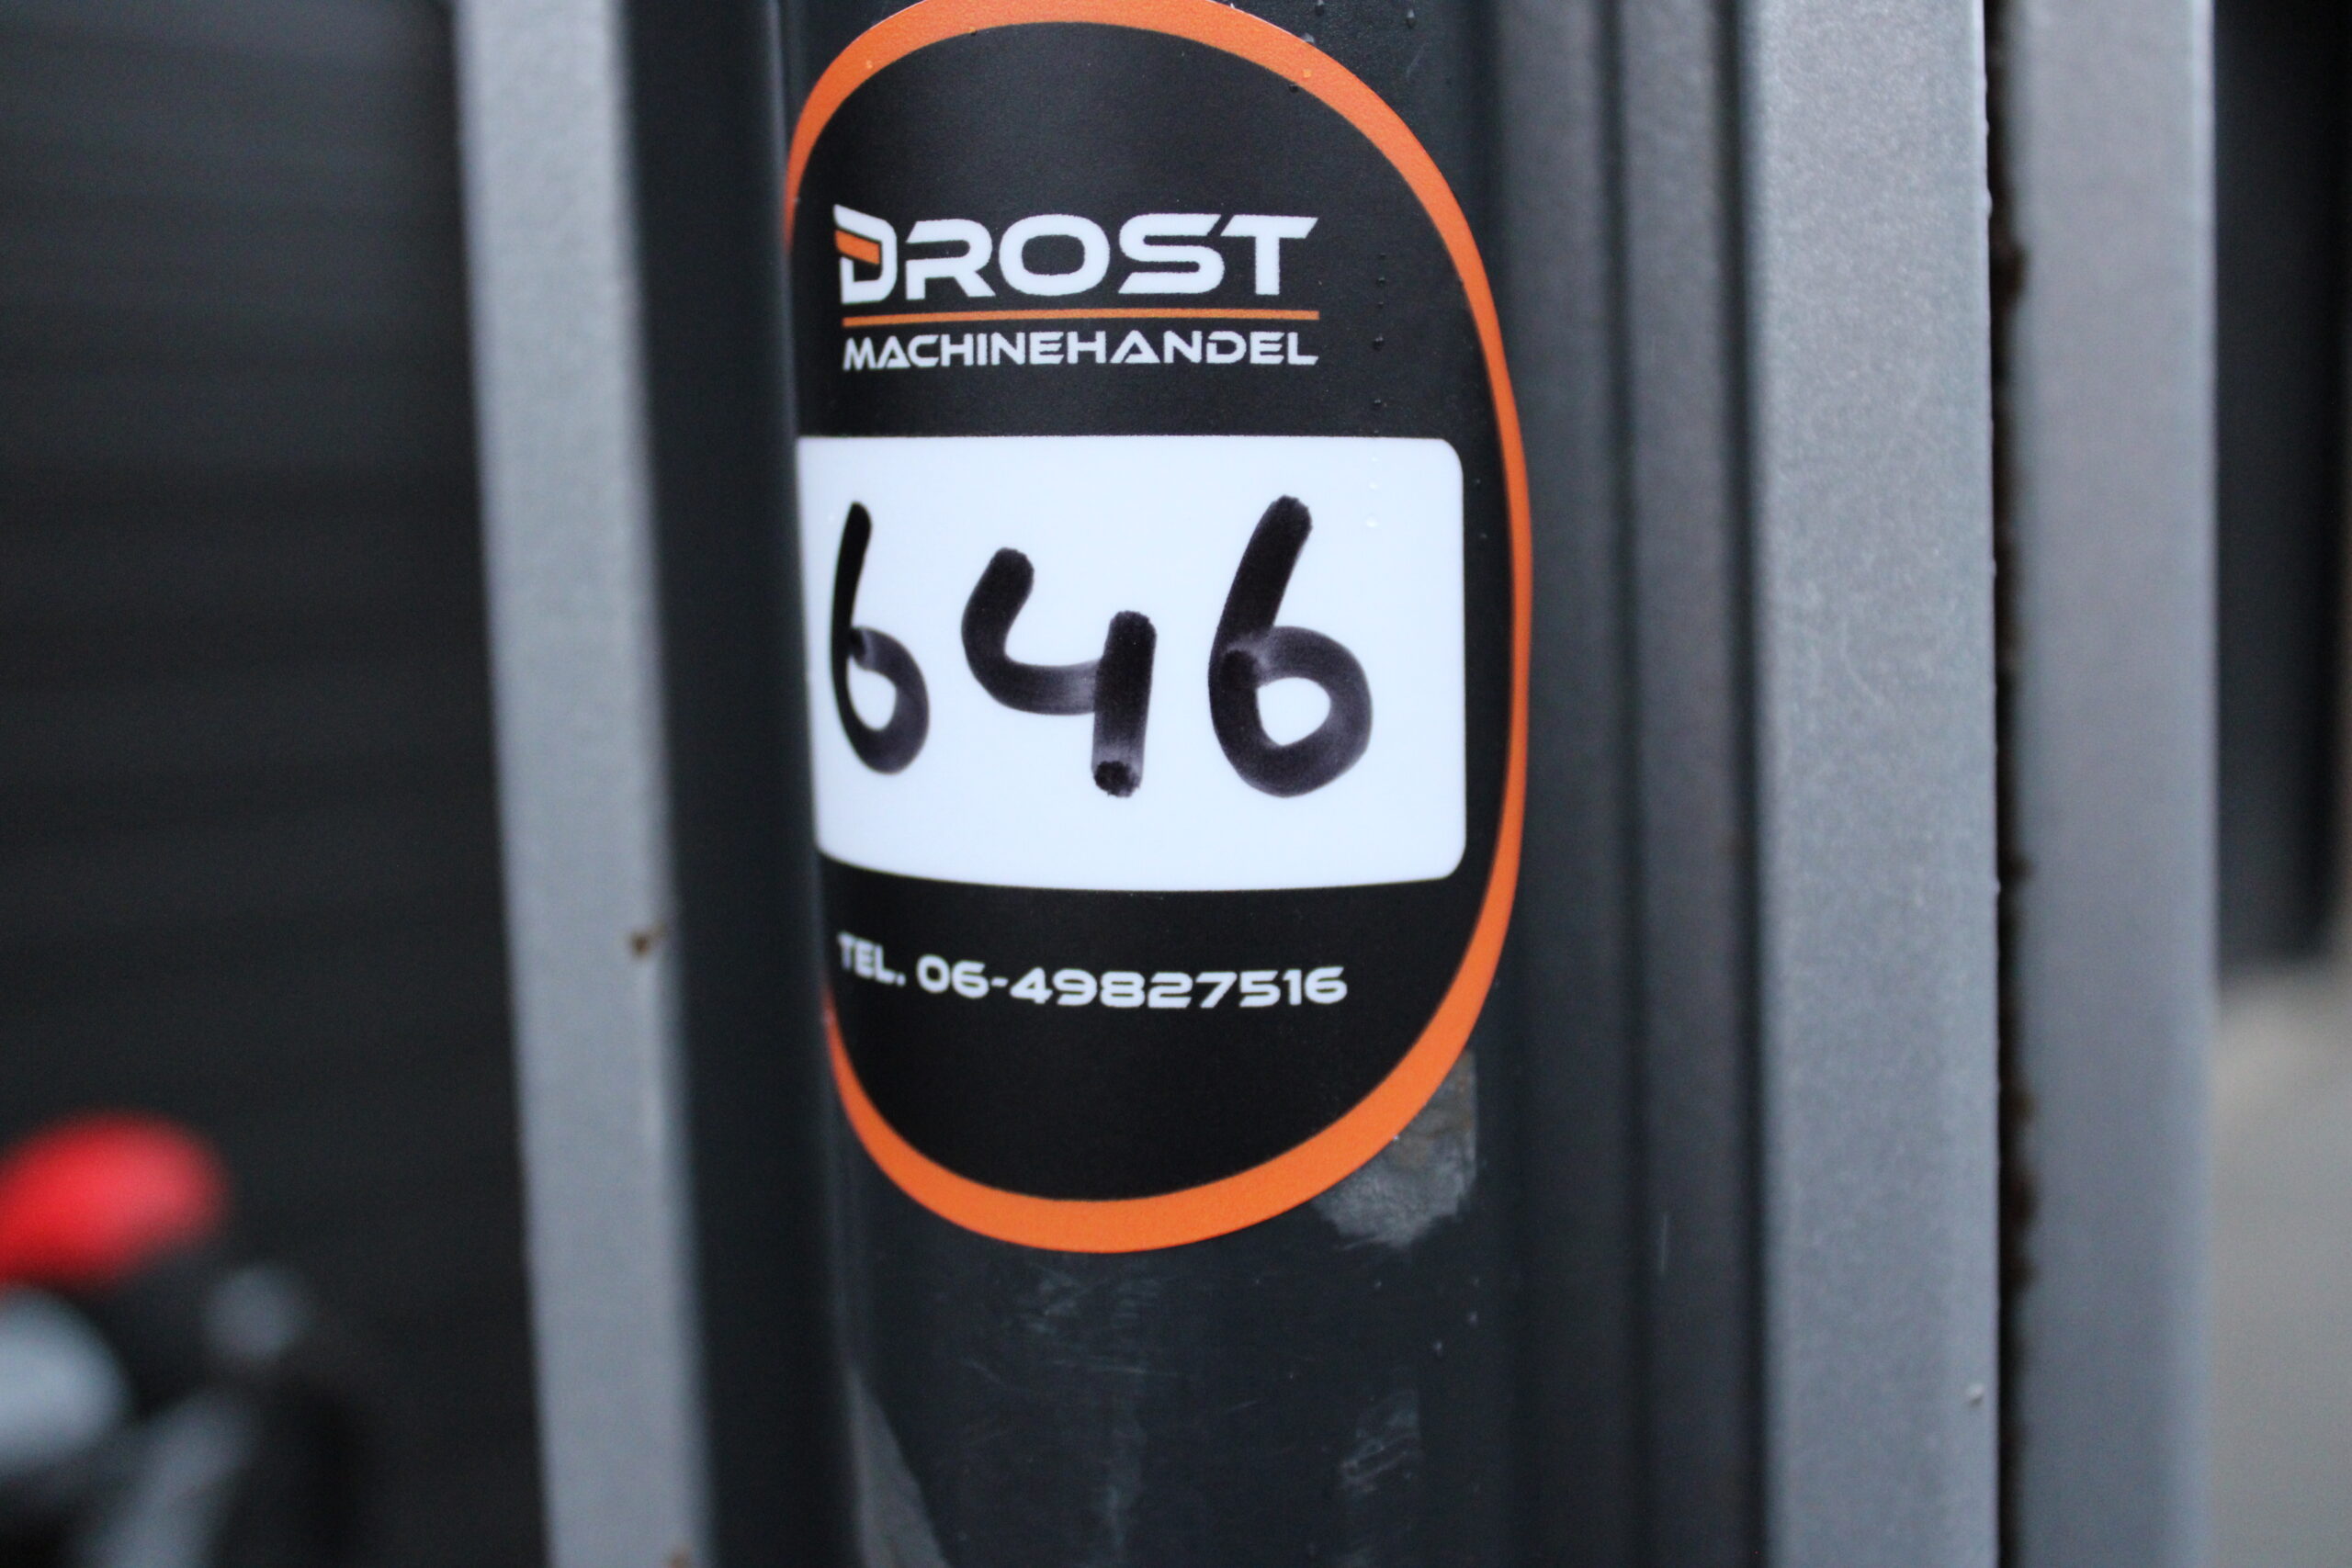 DROST
MACHINEHANDEL
646
TEL. 06-49827516